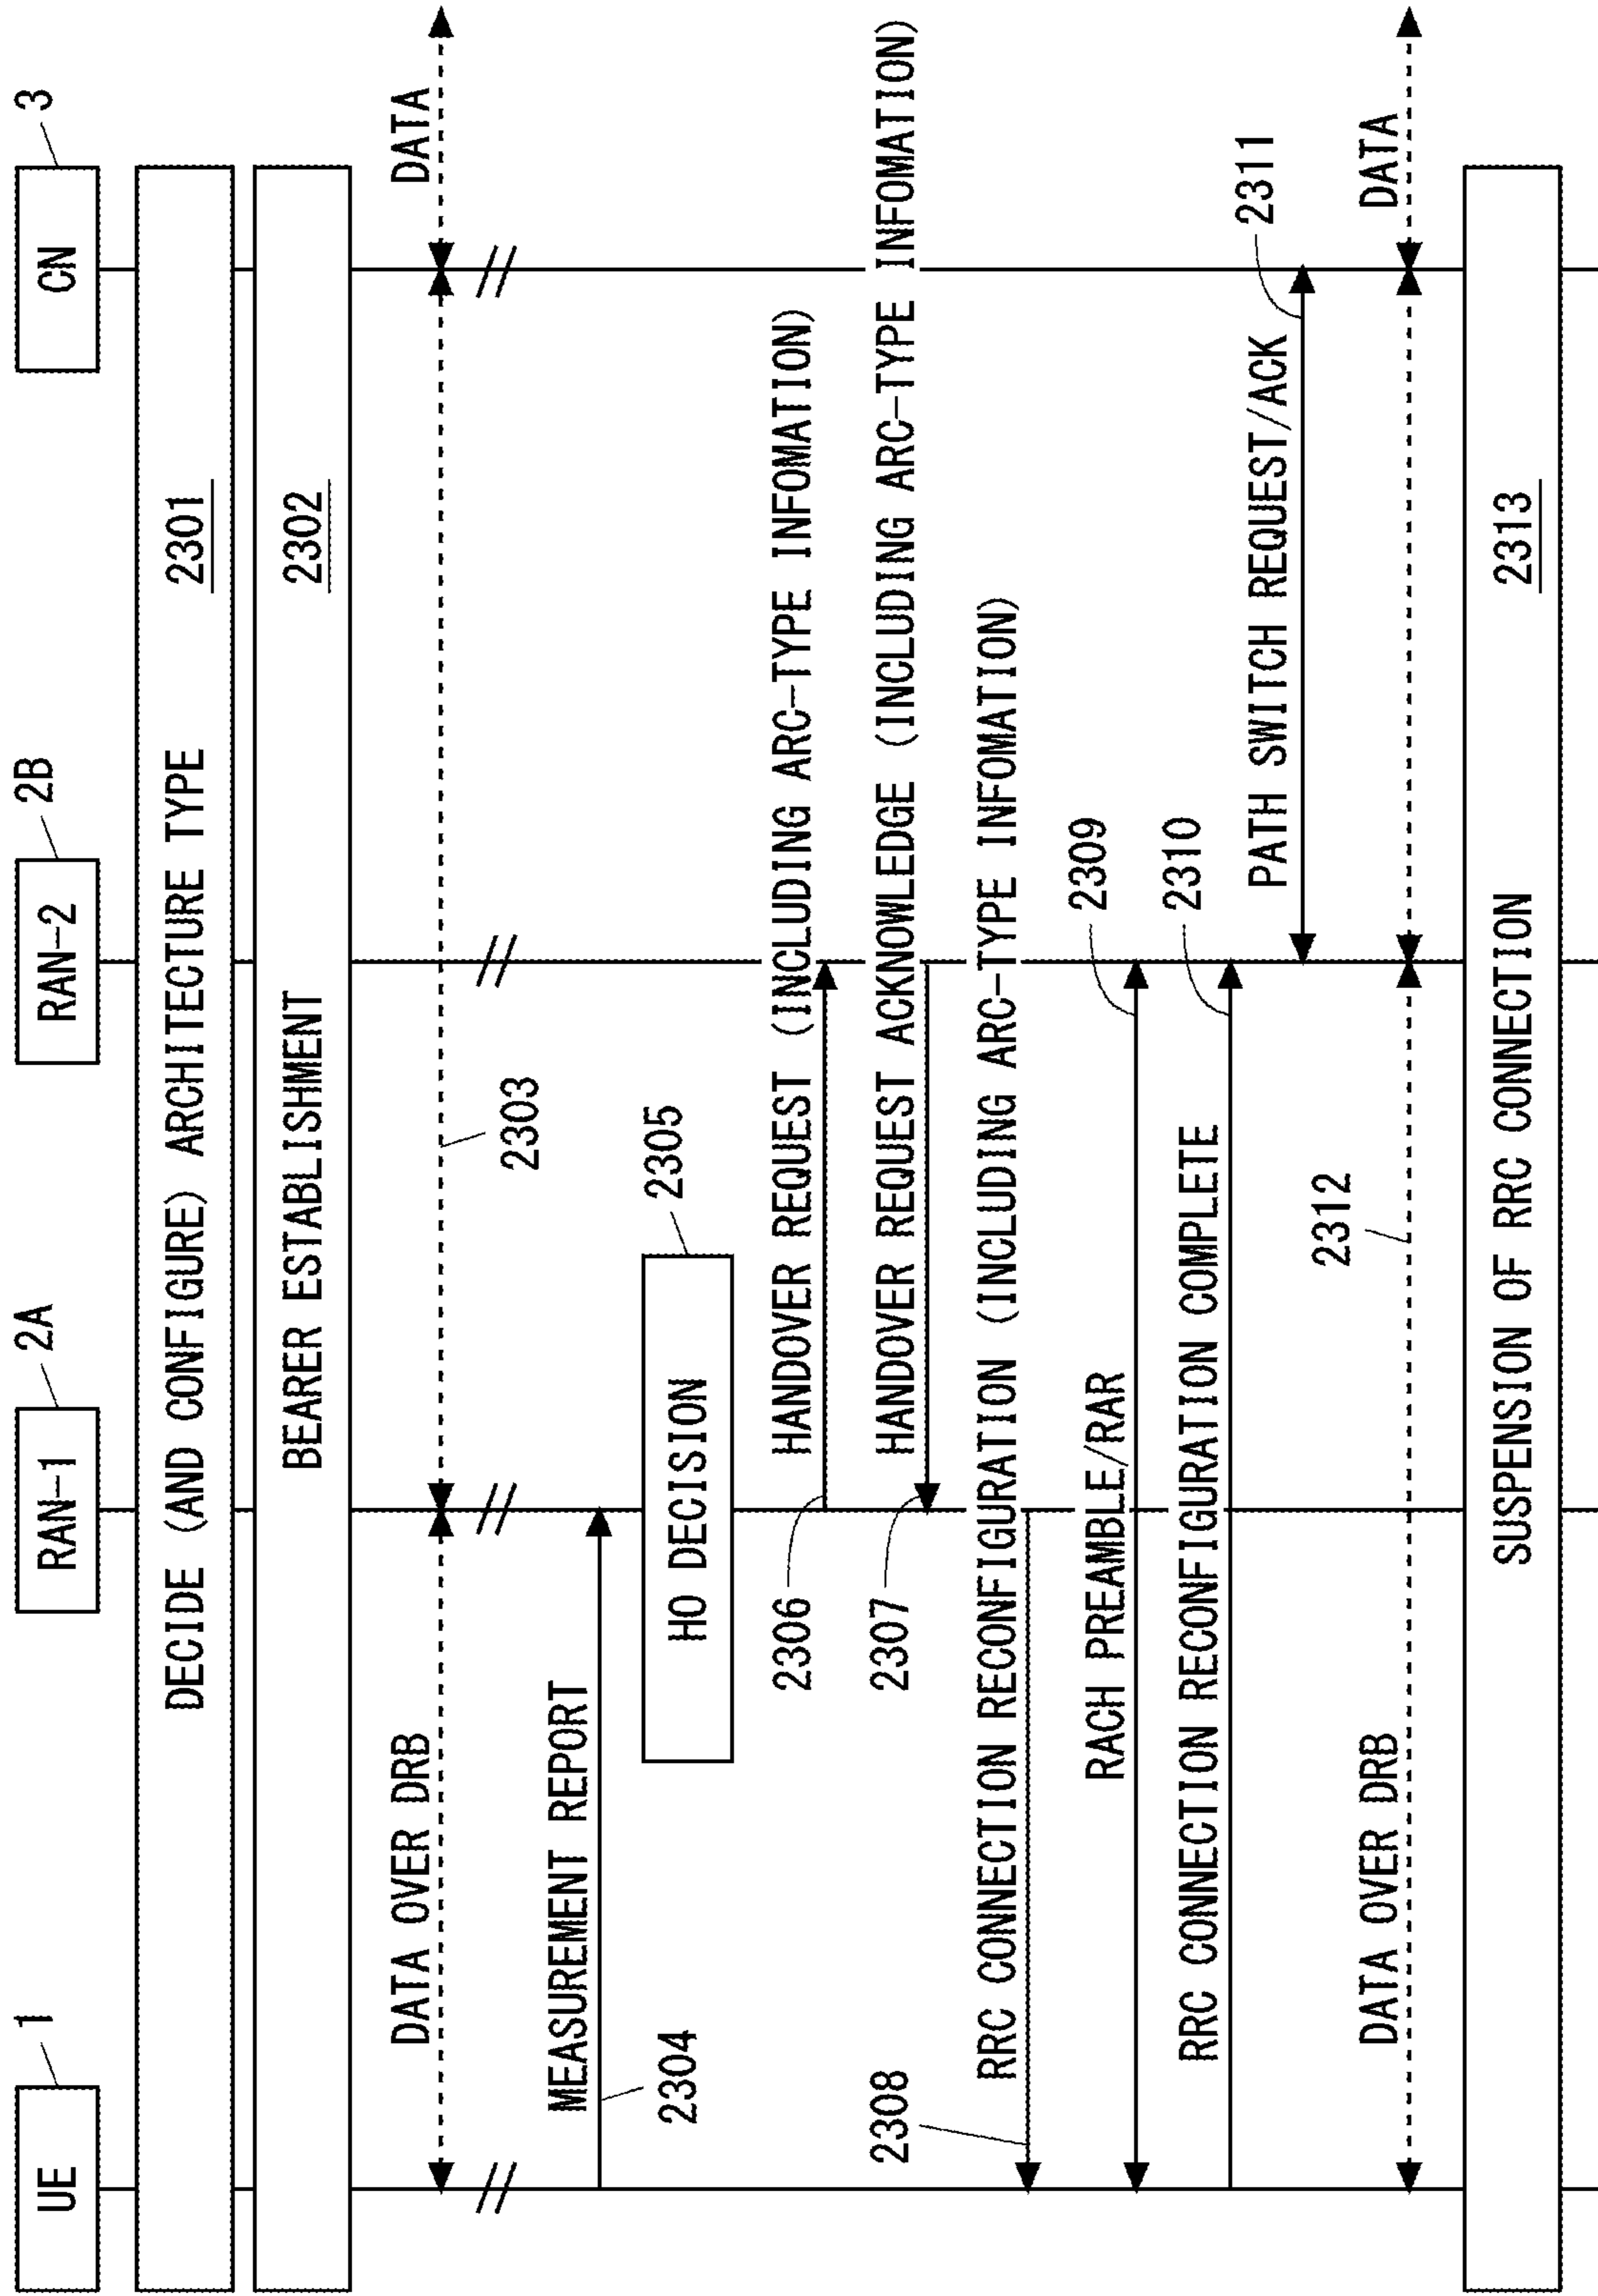 UE
1
RAN-1
2A
RAN-2
2B
CN
3
DECIDE (AND CONFIGURE) ARCHITECTURE TYPE 2301
BEARER ESTABLISHMENT 2302
DATA OVER DRB
DATA
2303
MEASUREMENT REPORT
2304
HO DECISION
2305
HANDOVER REQUEST (INCLUDING ARC-TYPE INFOMATION)
2306
HANDOVER REQUEST ACKNOWLEDGE (INCLUDING ARC-TYPE INFOMATION)
2307
RRC CONNECTION RECONFIGURATION (INCLUDING ARC-TYPE INFOMATION)
2308
RACH PREAMBLE/RAR
2309
RRC CONNECTION RECONFIGURATION COMPLETE
2310
PATH SWITCH REQUEST/ACK
2311
DATA OVER DRB
2312
DATA
SUSPENSION OF RRC CONNECTION 2313